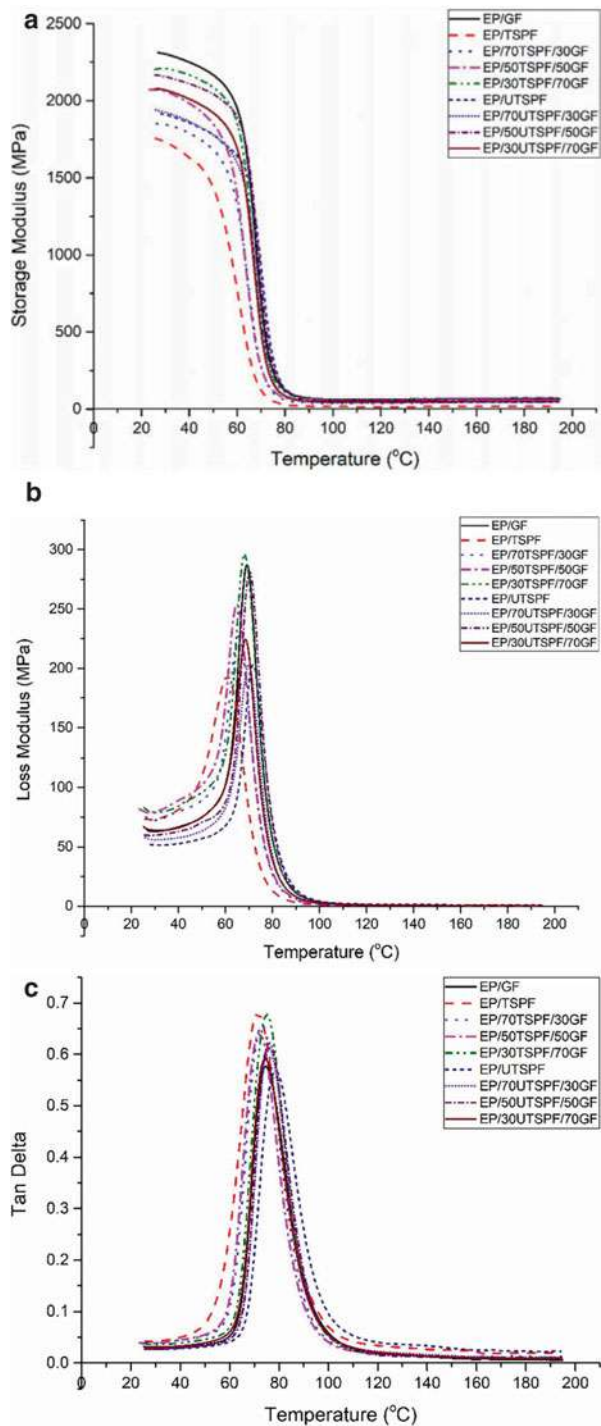 a
EP/GF
EP/TSPF
EP/70TSPF/30GF
EP/50TSPF/50GF
EP/30TSPF/70GF
EP/UTSPF
EP/70UTSPF/30GF
EP/50UTSPF/50GF
EP/30UTSPF/70GF
2500
2000
1500
1000
500
0
Storage Modulus (MPa)
0 20 40 60 80 100 120 140 160 180 200
Temperature (°C)
b
EP/GF
EP/TSPF
EP/70TSPF/30GF
EP/50TSPF/50GF
EP/30TSPF/70GF
EP/UTSPF
EP/70UTSPF/30GF
EP/50UTSPF/50GF
EP/30UTSPF/70GF
300
250
200
150
100
50
0
Loss Modulus (MPa)
0 20 40 60 80 100 120 140 160 180 200
Temperature (°C)
c
EP/GF
EP/TSPF
EP/70TSPF/30GF
EP/50TSPF/50GF
EP/30TSPF/70GF
EP/UTSPF
EP/70UTSPF/30GF
EP/50UTSPF/50GF
EP/30UTSPF/70GF
0.7
0.6
0.5
0.4
0.3
0.2
0.1
0.0
Tan Delta
0 20 40 60 80 100 120 140 160 180 200
Temperature (°C)